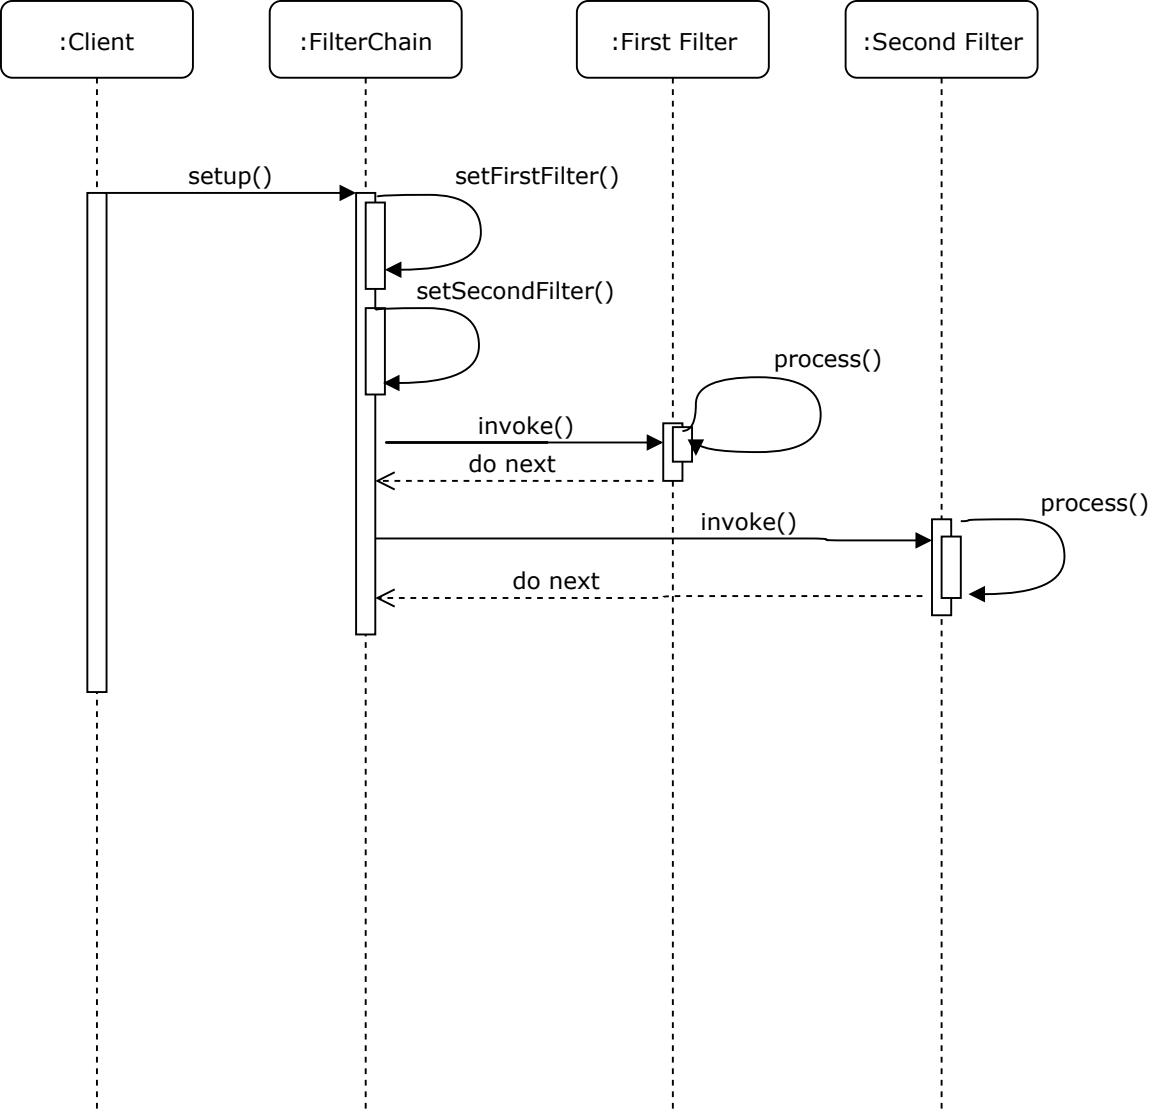 :Client
:FilterChain
:First Filter
:Second Filter
setup()
setFirstFilter()
setSecondFilter()
process()
invoke()
do next
process()
invoke()
do next